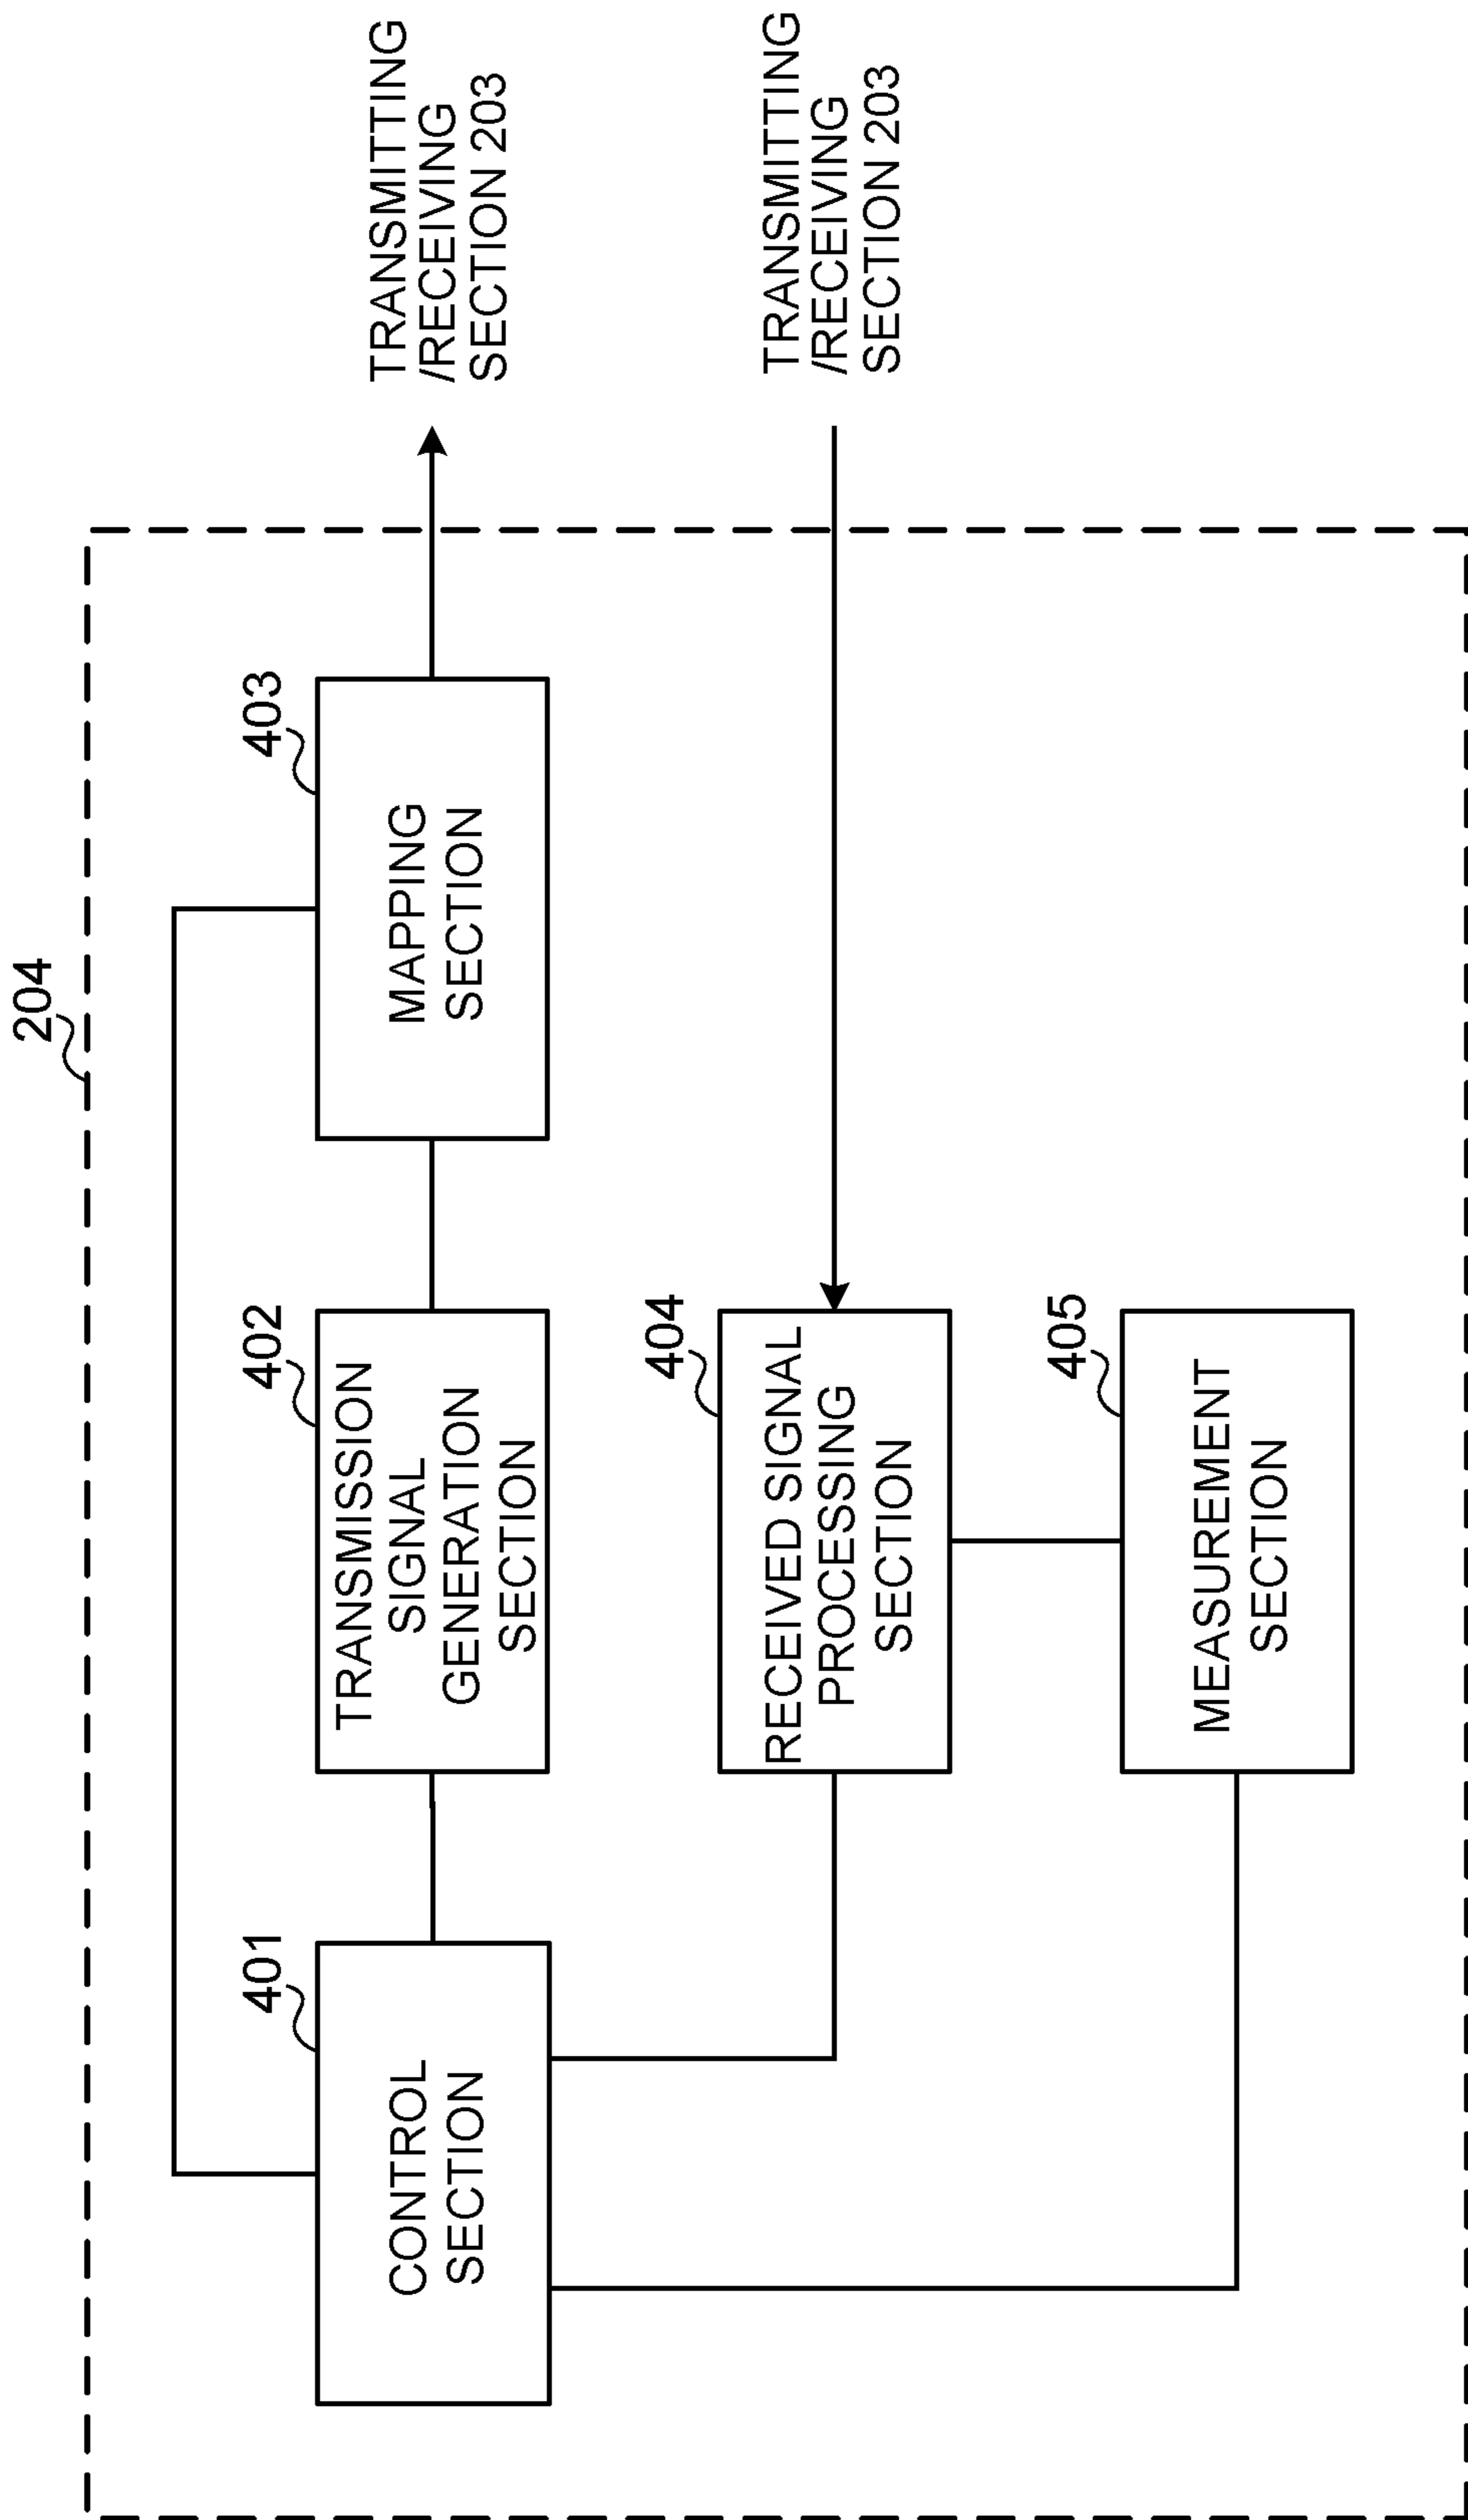 204
401
CONTROL
SECTION
402
TRANSMISSION
SIGNAL
GENERATION
SECTION
403
MAPPING
SECTION
TRANSMITTING
/RECEIVING
SECTION 203
404
RECEIVED SIGNAL
PROCESSING
SECTION
TRANSMITTING
/RECEIVING
SECTION 203
405
MEASUREMENT
SECTION